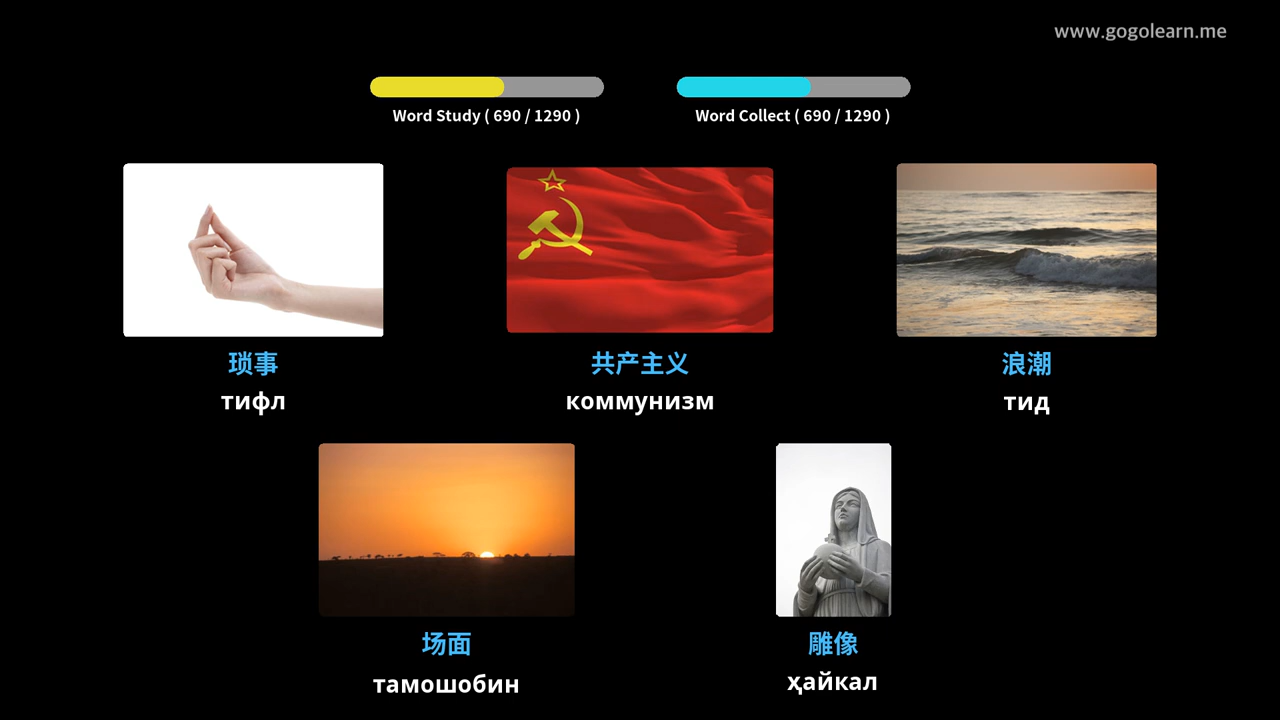 www.gogolearn.me
Word Study ( 690 / 1290 )
Word Collect ( 690 / 1290 )
琐事
共产主义
浪潮
тифл
коммунизм
тид
场面
雕像
тамошобин
ҳайкал